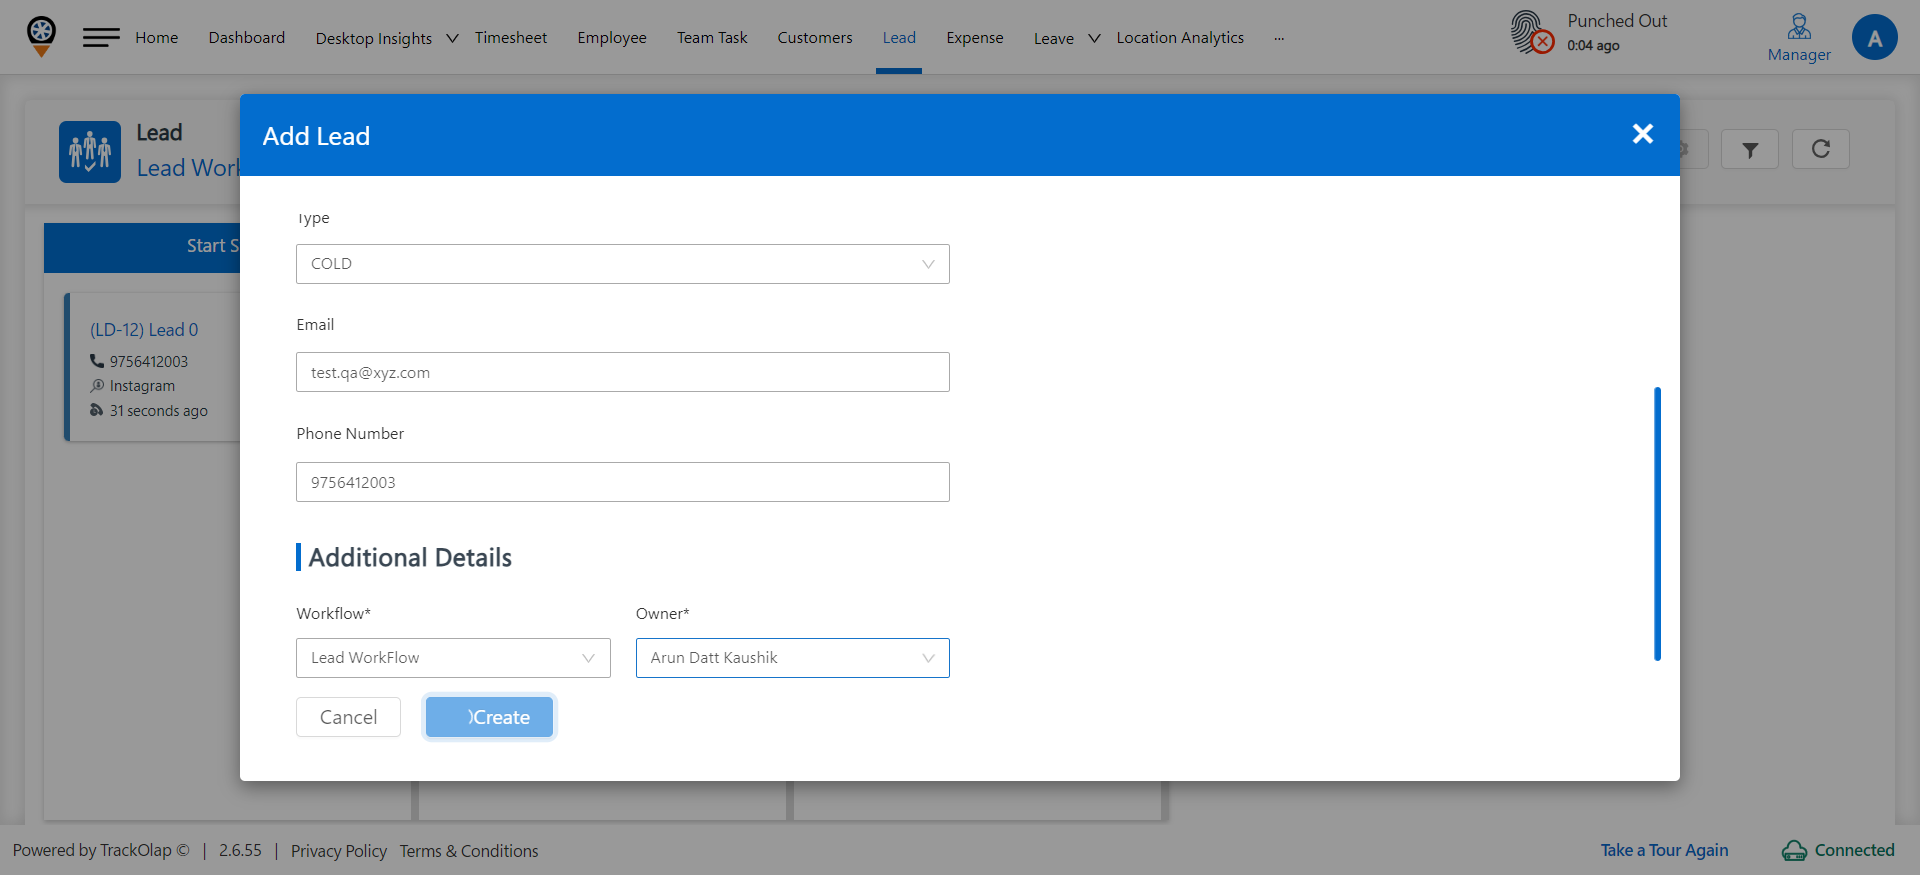 Home Dashboard Desktop Insights Timesheet Employee Team Task Customers Lead Expense Leave Location Analytics ...
Punched Out
0:04 ago
Manager
A
Lead
Lead Work
Add Lead
Start S
(LD-12) Lead 0
9756412003
Instagram
31 seconds ago
Type
COLD
Email
test.qa@xyz.com
Phone Number
9756412003
Additional Details
Workflow* Owner*
Lead WorkFlow Arun Datt Kaushik
Cancel Create
Powered by TrackOlap © | 2.6.55 | Privacy Policy Terms & Conditions
Take a Tour Again Connected